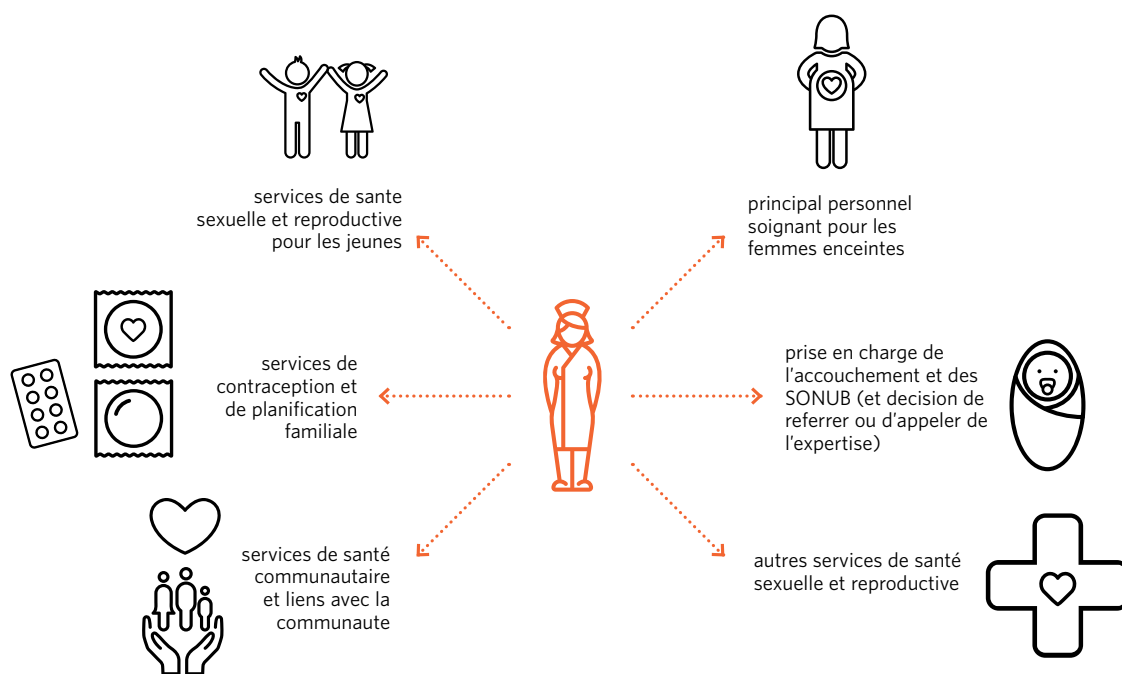 services de sante
sexuelle et reproductive
pour les jeunes
principal personnel
soignant pour les
femmes enceintes
services de
contraception et
de planification
familiale
prise en charge de
l'accouchement et des
SONUB (et decision de
referrer ou d'appeler de
l'expertise)
services de santé
communautaire
et liens avec la
communaute
autres services de santé
sexuelle et reproductive